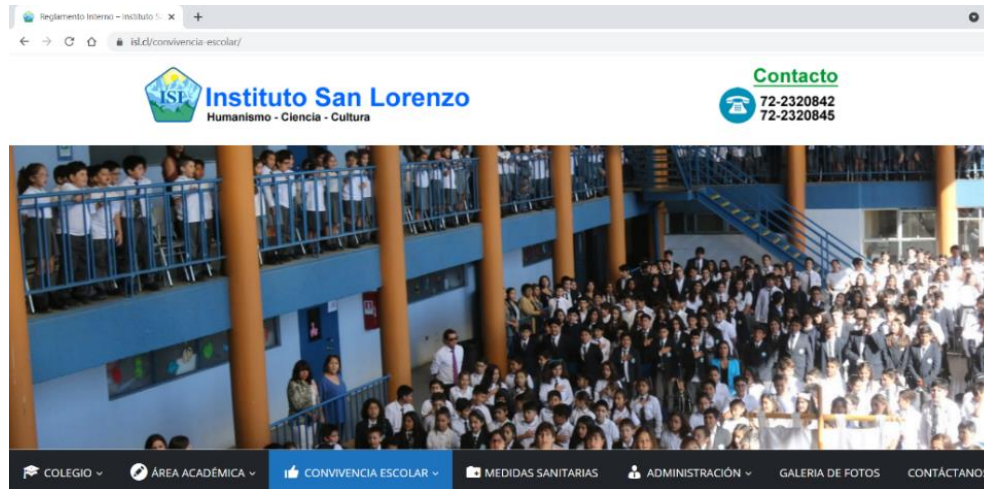 Reglamento Interno – Instituto S
isl.cl/convivencia-escolar/
ISL
Instituto San Lorenzo
Humanismo - Ciencia - Cultura
Contacto
72-2320842
72-2320845
COLEGIO
ÁREA ACADÉMICA
CONVIVENCIA ESCOLAR
MEDIDAS SANITARIAS
ADMINISTRACIÓN
GALERIA DE FOTOS
CONTÁCTANOS